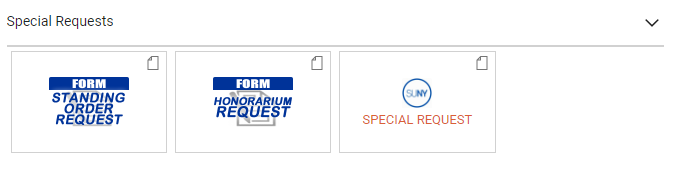 Special Requests
FORM
STANDING
ORDER
REQUEST
FORM
HONORARIUM
REQUEST
SUNY
SPECIAL REQUEST